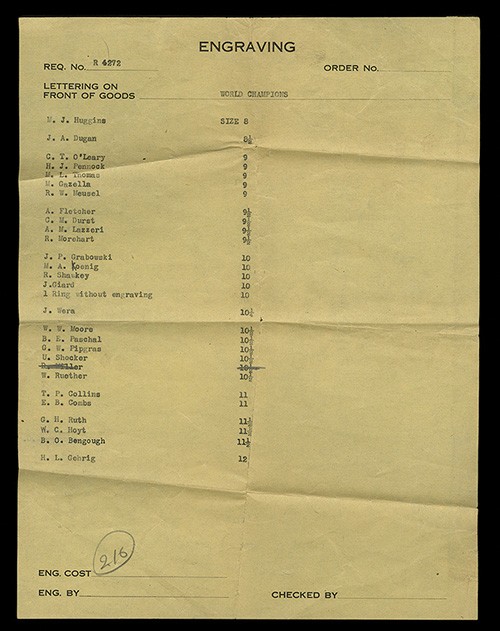 ENGRAVING
REQ. No. R 4272 ORDER No.
LETTERING ON
FRONT OF GOODS WORLD CHAMPIONS
M. J. Huggins SIZE 8
J. A. Dugan 8½
C. T. O'Leary 9
H. J. Pennock 9
M. L. Thomas 9
M. Gazella 9
R. W. Meusel 9
A. Fletcher 9½
C. M. Durst 9½
A. M. Lazzeri 9½
R. Morehart 9½
J. P. Grabowski 10
M. A. Koenig 10
R. Shawkey 10
J.Giard 10
1 Ring without engraving 10
J. Wera 10½
W. W. Moore 10½
B. E. Paschal 10½
G. W. Pipgras 10½
U. Shocker 10½
R. Miller 10½
W. Ruether 10½
T. P. Collins 11
E. B. Combs 11
G. H. Ruth 11½
W. C. Hoyt 11½
B. O. Bengough 11½
H. L. Gehrig 12
216
ENG. COST
ENG. BY CHECKED BY